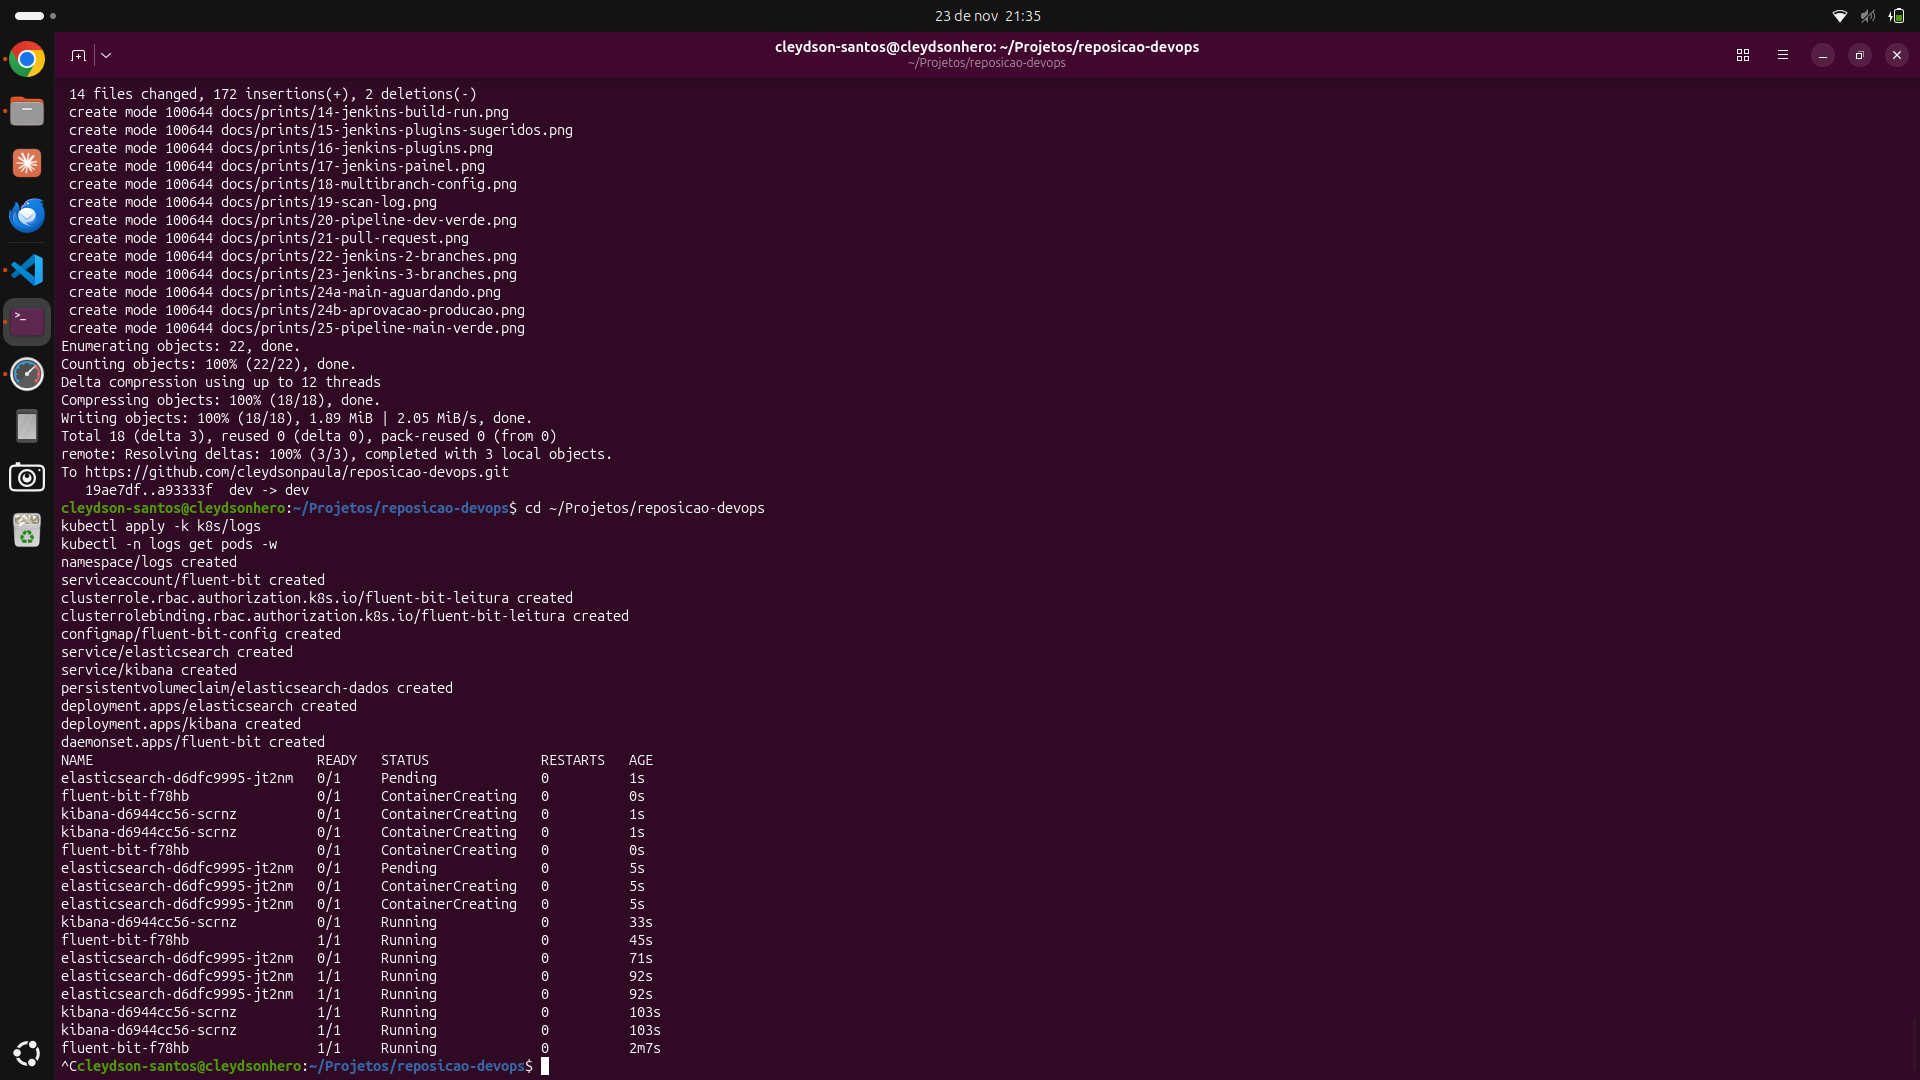 23 de nov 21:35
cleydson-santos@cleydsonhero: ~/Projetos/reposicao-devops
~/Projetos/reposicao-devops
14 files changed, 172 insertions(+), 2 deletions(-)
create mode 100644 docs/prints/14-jenkins-build-run.png
create mode 100644 docs/prints/15-jenkins-plugins-sugeridos.png
create mode 100644 docs/prints/16-jenkins-plugins.png
create mode 100644 docs/prints/17-jenkins-painel.png
create mode 100644 docs/prints/18-multibranch-config.png
create mode 100644 docs/prints/19-scan-log.png
create mode 100644 docs/prints/20-pipeline-dev-verde.png
create mode 100644 docs/prints/21-pull-request.png
create mode 100644 docs/prints/22-jenkins-2-branches.png
create mode 100644 docs/prints/23-jenkins-3-branches.png
create mode 100644 docs/prints/24a-main-aguardando.png
create mode 100644 docs/prints/24b-aprovacao-producao.png
create mode 100644 docs/prints/25-pipeline-main-verde.png
Enumerating objects: 22, done.
Counting objects: 100% (22/22), done.
Delta compression using up to 12 threads
Compressing objects: 100% (18/18), done.
Writing objects: 100% (18/18), 1.89 MiB | 2.05 MiB/s, done.
Total 18 (delta 3), reused 0 (delta 0), pack-reused 0 (from 0)
remote: Resolving deltas: 100% (3/3), completed with 3 local objects.
To https://github.com/cleydsonpaula/reposicao-devops.git
19ae7df..a93333f  dev -> dev
cleydson-santos@cleydsonhero:~/Projetos/reposicao-devops$ cd ~/Projetos/reposicao-devops
kubectl apply -k k8s/logs
kubectl -n logs get pods -w
namespace/logs created
serviceaccount/fluent-bit created
clusterrole.rbac.authorization.k8s.io/fluent-bit-leitura created
clusterrolebinding.rbac.authorization.k8s.io/fluent-bit-leitura created
configmap/fluent-bit-config created
service/elasticsearch created
service/kibana created
persistentvolumeclaim/elasticsearch-dados created
deployment.apps/elasticsearch created
deployment.apps/kibana created
daemonset.apps/fluent-bit created
NAME READY STATUS RESTARTS AGE
elasticsearch-d6dfc9995-jt2nm 0/1 Pending 0 1s
fluent-bit-f78hb 0/1 ContainerCreating 0 0s
kibana-d6944cc56-scrnz 0/1 ContainerCreating 0 1s
kibana-d6944cc56-scrnz 0/1 ContainerCreating 0 1s
fluent-bit-f78hb 0/1 ContainerCreating 0 0s
elasticsearch-d6dfc9995-jt2nm 0/1 Pending 0 5s
elasticsearch-d6dfc9995-jt2nm 0/1 ContainerCreating 0 5s
elasticsearch-d6dfc9995-jt2nm 0/1 ContainerCreating 0 5s
kibana-d6944cc56-scrnz 0/1 Running 0 33s
fluent-bit-f78hb 1/1 Running 0 45s
elasticsearch-d6dfc9995-jt2nm 0/1 Running 0 71s
elasticsearch-d6dfc9995-jt2nm 1/1 Running 0 92s
elasticsearch-d6dfc9995-jt2nm 1/1 Running 0 92s
kibana-d6944cc56-scrnz 1/1 Running 0 103s
kibana-d6944cc56-scrnz 1/1 Running 0 103s
fluent-bit-f78hb 1/1 Running 0 2m7s
^Ccleydson-santos@cleydsonhero:~/Projetos/reposicao-devops$